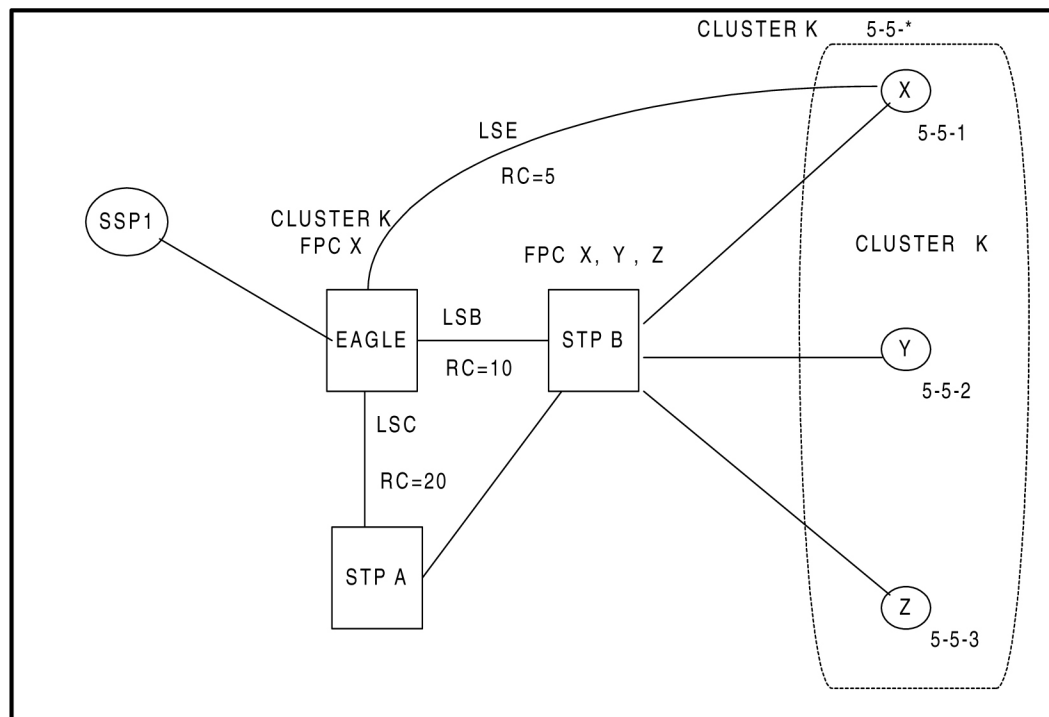 CLUSTER K 5-5-*
X
5-5-1
LSE
RC=5
SSP1
CLUSTER K
FPC X
FPC X, Y , Z
CLUSTER K
EAGLE
LSB
RC=10
STP B
Y
5-5-2
LSC
RC=20
STP A
Z
5-5-3